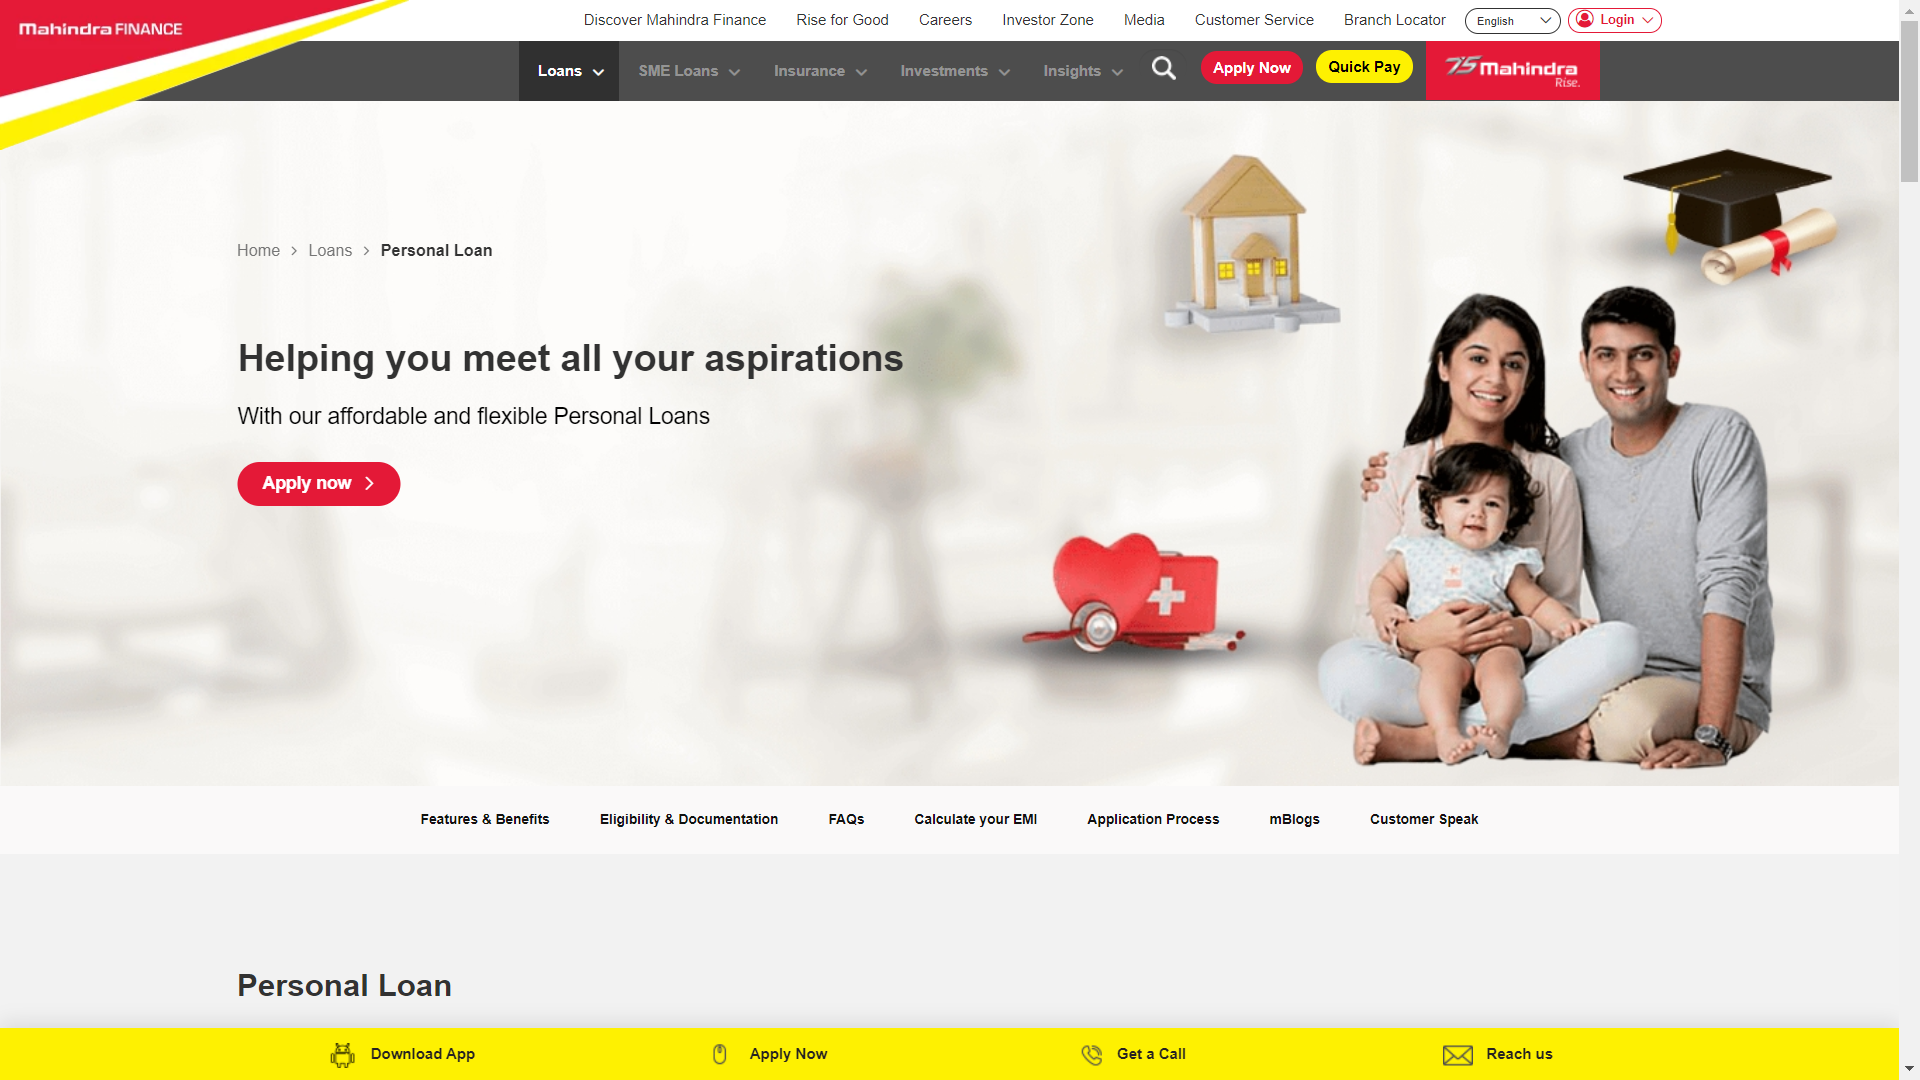 Mahindra FINANCE
Discover Mahindra Finance
Rise for Good
Careers
Investor Zone
Media
Customer Service
Branch Locator
English
Login
Loans
SME Loans
Insurance
Investments
Insights
Apply Now
Quick Pay
75 Mahindra
Rise.
Home > Loans > Personal Loan
Helping you meet all your aspirations
With our affordable and flexible Personal Loans
Apply now
Features & Benefits
Eligibility & Documentation
FAQs
Calculate your EMI
Application Process
mBlogs
Customer Speak
Personal Loan
Download App
Apply Now
Get a Call
Reach us